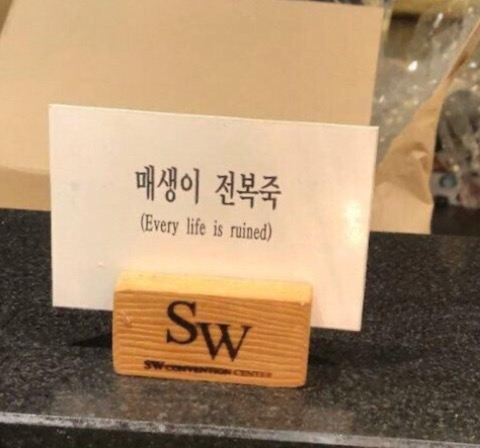 매생이 전복죽
(Every life is ruined)
SW
SW CONVENTION CENTER